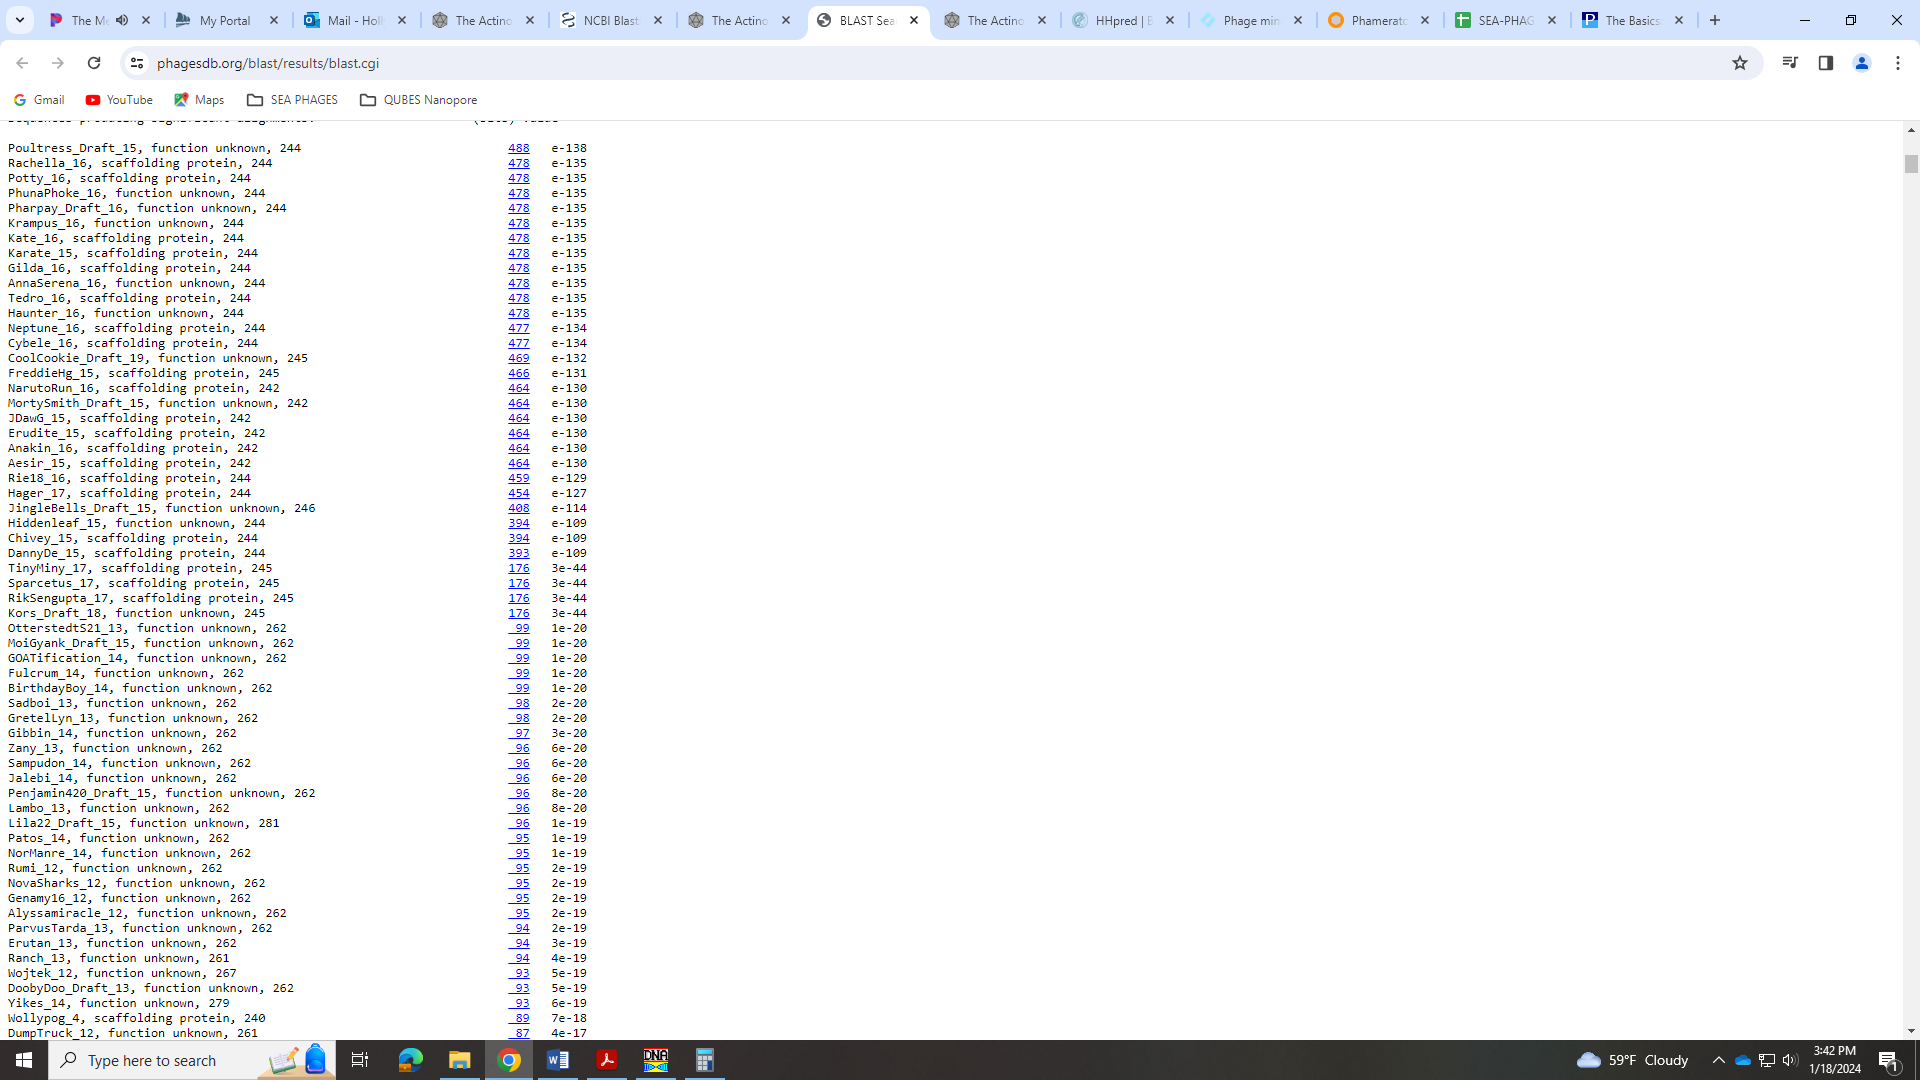 The Me
My Portal
Mail - Holl
The Actino
NCBI Blast
The Actino
BLAST Sea
The Actino
HHpred | B
Phage min
Phamerato
SEA-PHAG
The Basics
phagesdb.org/blast/results/blast.cgi
Gmail
YouTube
Maps
SEA PHAGES
QUBES Nanopore
Poultress_Draft_15, function unknown, 244 488 e-138
Rachella_16, scaffolding protein, 244 478 e-135
Potty_16, scaffolding protein, 244 478 e-135
PhunaPhoke_16, function unknown, 244 478 e-135
Pharpay_Draft_16, function unknown, 244 478 e-135
Krampus_16, function unknown, 244 478 e-135
Kate_16, scaffolding protein, 244 478 e-135
Karate_15, scaffolding protein, 244 478 e-135
Gilda_16, scaffolding protein, 244 478 e-135
AnnaSerena_16, function unknown, 244 478 e-135
Tedro_16, scaffolding protein, 244 478 e-135
Haunter_16, function unknown, 244 478 e-135
Neptune_16, scaffolding protein, 244 477 e-134
Cybele_16, scaffolding protein, 244 477 e-134
CoolCookie_Draft_19, function unknown, 245 469 e-132
FreddieHg_15, scaffolding protein, 245 466 e-131
NarutoRun_16, scaffolding protein, 242 464 e-130
MortySmith_Draft_15, function unknown, 242 464 e-130
JDawG_15, scaffolding protein, 242 464 e-130
Erudite_15, scaffolding protein, 242 464 e-130
Anakin_16, scaffolding protein, 242 464 e-130
Aesir_15, scaffolding protein, 242 464 e-130
Rie18_16, scaffolding protein, 244 459 e-129
Hager_17, scaffolding protein, 244 454 e-127
JingleBells_Draft_15, function unknown, 246 408 e-114
Hiddenleaf_15, function unknown, 244 394 e-109
Chivey_15, scaffolding protein, 244 394 e-109
DannyDe_15, scaffolding protein, 244 393 e-109
TinyMiny_17, scaffolding protein, 245 176 3e-44
Sparcetus_17, scaffolding protein, 245 176 3e-44
RikSengupta_17, scaffolding protein, 245 176 3e-44
Kors_Draft_18, function unknown, 245 176 3e-44
OtterstedtS21_13, function unknown, 262 99 1e-20
MoiGyank_Draft_15, function unknown, 262 99 1e-20
GOATification_14, function unknown, 262 99 1e-20
Fulcrum_14, function unknown, 262 99 1e-20
BirthdayBoy_14, function unknown, 262 99 1e-20
Sadboi_13, function unknown, 262 98 2e-20
GretelLyn_13, function unknown, 262 98 2e-20
Gibbin_14, function unknown, 262 97 3e-20
Zany_13, function unknown, 262 96 6e-20
Sampudon_14, function unknown, 262 96 6e-20
Jalebi_14, function unknown, 262 96 6e-20
Penjamin420_Draft_15, function unknown, 262 96 8e-20
Lambo_13, function unknown, 262 96 8e-20
Lila22_Draft_15, function unknown, 281 96 1e-19
Patos_14, function unknown, 262 95 1e-19
NorManre_14, function unknown, 262 95 1e-19
Rumi_12, function unknown, 262 95 2e-19
NovaSharks_12, function unknown, 262 95 2e-19
Genamy16_12, function unknown, 262 95 2e-19
Alyssamiracle_12, function unknown, 262 95 2e-19
ParvusTarda_13, function unknown, 262 94 2e-19
Erutan_13, function unknown, 262 94 3e-19
Ranch_13, function unknown, 261 94 4e-19
Wojtek_12, function unknown, 267 93 5e-19
DoobyDoo_Draft_13, function unknown, 262 93 5e-19
Yikes_14, function unknown, 279 93 6e-19
Wollypog_4, scaffolding protein, 240 89 7e-18
DumpTruck_12, function unknown, 261 87 4e-17
Type here to search
DNA
59°F Cloudy
3:42 PM
1/18/2024
1